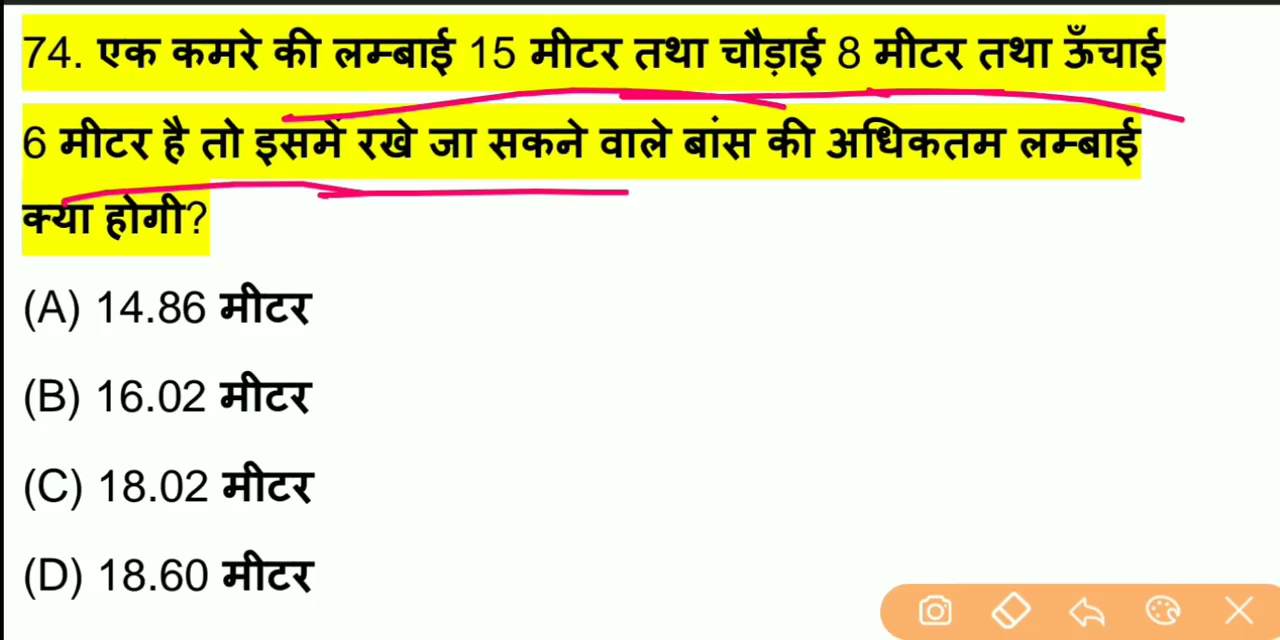 74. एक कमरे की लम्बाई 15 मीटर तथा चौड़ाई 8 मीटर तथा ऊँचाई
6 मीटर है तो इसमें रखे जा सकने वाले बांस की अधिकतम लम्बाई
क्या होगी?
(A) 14.86 मीटर
(B) 16.02 मीटर
(C) 18.02 मीटर
(D) 18.60 मीटर